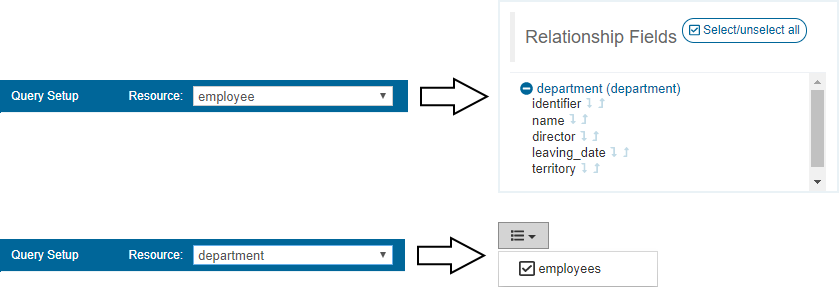 Relationship Fields Select/unselect all
Query Setup Resource: employee
department (department)
identifier
name
director
leaving_date
territory
Query Setup Resource: department
employees